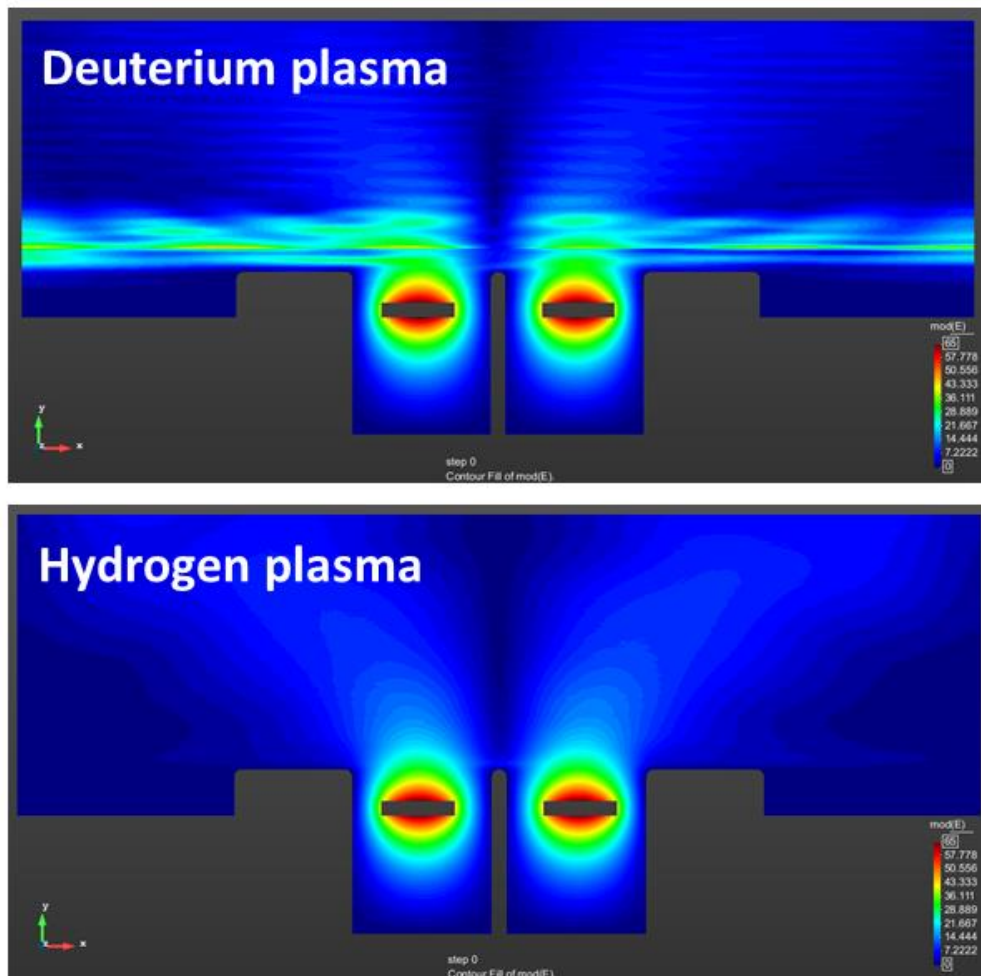 Deuterium plasma
mod(E)
65
57.778
50.556
43.333
36.111
28.889
21.667
14.444
7.2222
0
y
z
x
step 0
Contour Fill of mod(E).
Hydrogen plasma
mod(E)
65
57.778
50.556
43.333
36.111
28.889
21.667
14.444
7.2222
0
y
z
x
step 0
Contour Fill of mod(E).